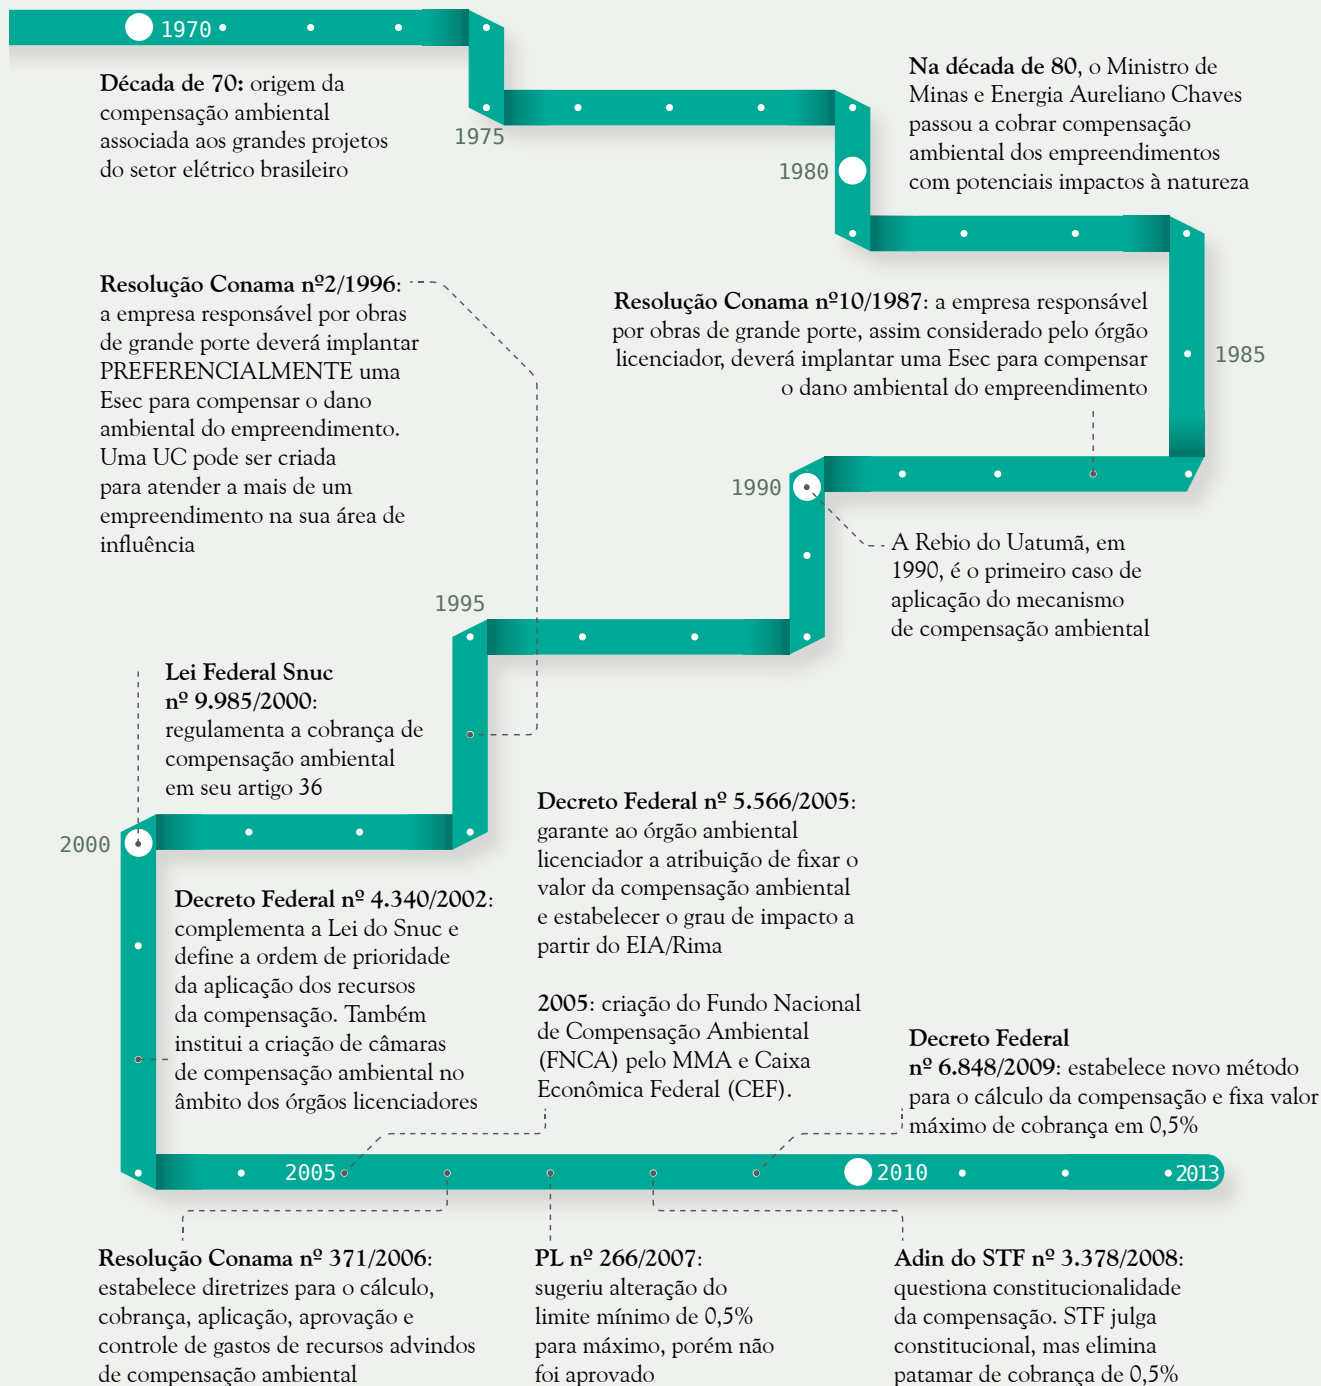 1970
Década de 70: origem da
compensação ambiental
associada aos grandes projetos
do setor elétrico brasileiro
1975
Na década de 80, o Ministro de
Minas e Energia Aureliano Chaves
passou a cobrar compensação
ambiental dos empreendimentos
com potenciais impactos à natureza
1980
1985
Resolução Conama nº10/1987: a empresa responsável
por obras de grande porte, assim considerado pelo órgão
licenciador, deverá implantar uma Esec para compensar
o dano ambiental do empreendimento
1990
A Rebio do Uatumã, em
1990, é o primeiro caso de
aplicação do mecanismo
de compensação ambiental
1995
Resolução Conama nº2/1996:
a empresa responsável por obras
de grande porte deverá implantar
PREFERENCIALMENTE uma
Esec para compensar o dano
ambiental do empreendimento.
Uma UC pode ser criada
para atender a mais de um
empreendimento na sua área de
influência
Lei Federal Snuc
nº 9.985/2000:
regulamenta a cobrança de
compensação ambiental
em seu artigo 36
2000
Decreto Federal nº 4.340/2002:
complementa a Lei do Snuc e
define a ordem de prioridade
da aplicação dos recursos
da compensação. Também
institui a criação de câmaras
de compensação ambiental no
âmbito dos órgãos licenciadores
Decreto Federal nº 5.566/2005:
garante ao órgão ambiental
licenciador a atribuição de fixar o
valor da compensação ambiental
e estabelecer o grau de impacto a
partir do EIA/Rima
2005: criação do Fundo Nacional
de Compensação Ambiental
(FNCA) pelo MMA e Caixa
Econômica Federal (CEF).
Decreto Federal
nº 6.848/2009: estabelece novo método
para o cálculo da compensação e fixa valor
máximo de cobrança em 0,5%
2005
2010
2013
Resolução Conama nº 371/2006:
estabelece diretrizes para o cálculo,
cobrança, aplicação, aprovação e
controle de gastos de recursos advindos
de compensação ambiental
PL nº 266/2007:
sugeriu alteração do
limite mínimo de 0,5%
para máximo, porém não
foi aprovado
Adin do STF nº 3.378/2008:
questiona constitucionalidade
da compensação. STF julga
constitucional, mas elimina
patamar de cobrança de 0,5%